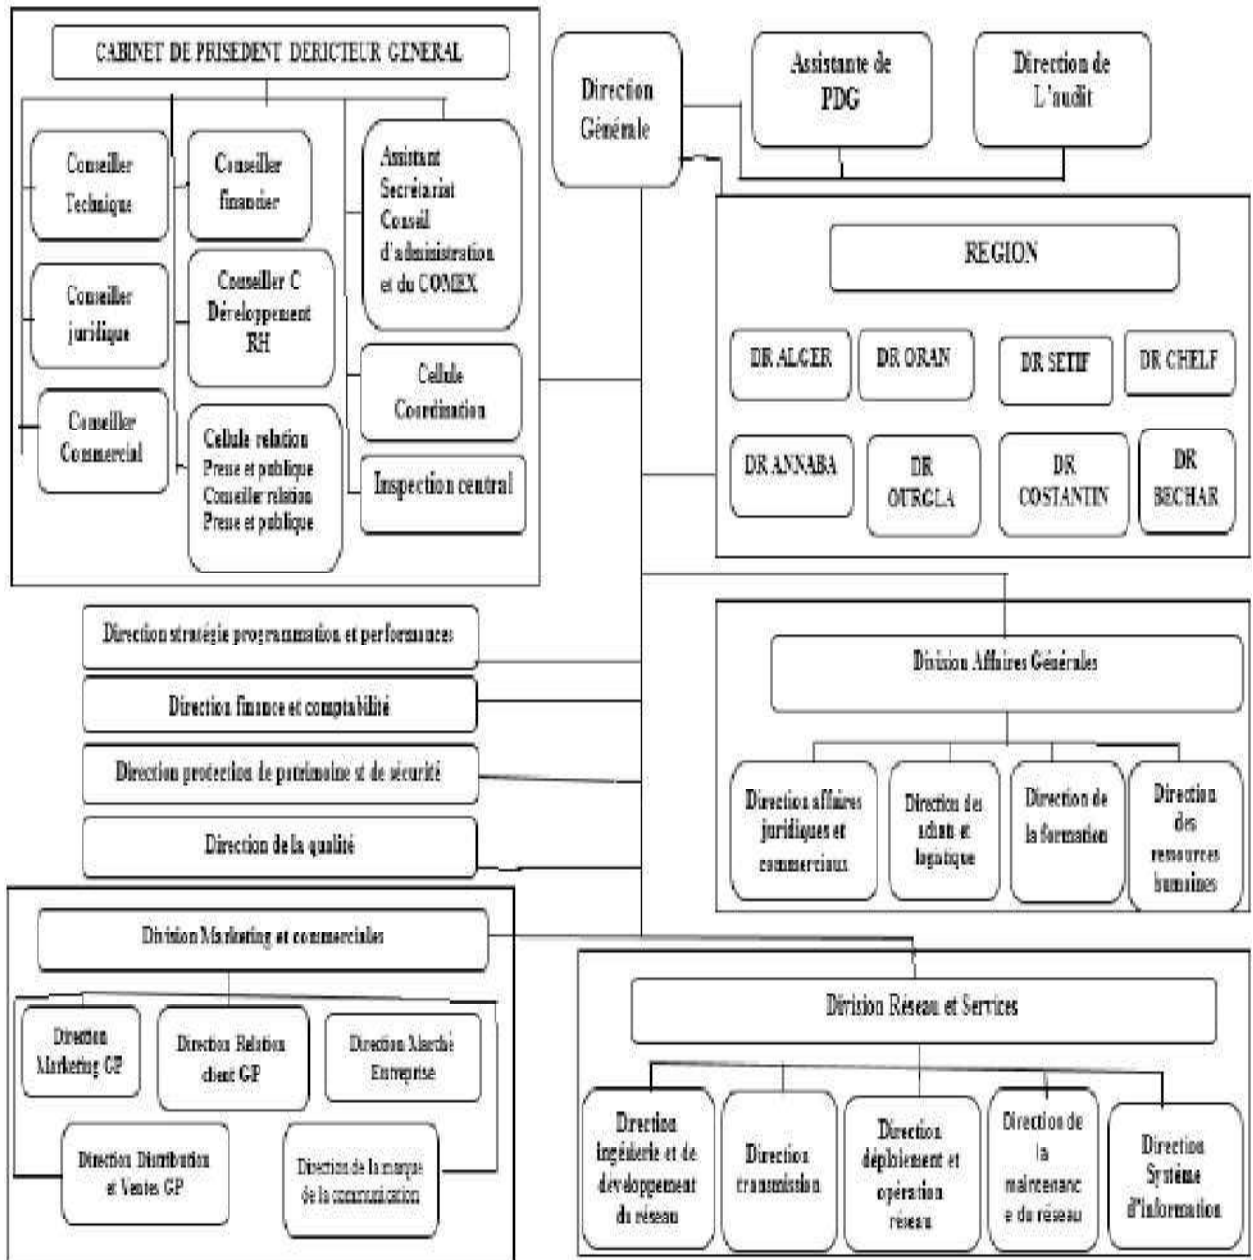 CABINET DE PRISEDENT DERICTEUR GENERAL
Conseiller
Technique
Conseiller
financier
Assistant
Secrétariat
Conseil
d'administration
et du COMEX
Conseiller
juridique
Conseiller C
Développement
RH
Cellule
Coordination
Conseiller
Commercial
Cellule relation
Presse et publique
Conseiller relation
Presse et publique
Inspection central
Direction
Générale
Assistante de
PDG
Direction de
L'audit
REGION
DR ALGER
DR ORAN
DR SETIF
DR CHELF
DR ANNABA
DR
OURGLA
DR
COSTANTIN
DR
BECHAR
Direction stratégie programmation et performances
Direction finance et comptabilité
Direction protection de patrimoine et de sécurité
Direction de la qualité
Division Affaires Générales
Direction affaires
juridiques et
commerciaux
Direction des
achats et
logistique
Direction de
la formation
Direction
des
ressources
humaines
Division Marketing et commerciales
Direction
Marketing GP
Direction Relation
client GP
Direction Marché
Entreprise
Direction Distribution
et Ventes GP
Direction de la marque
de la communication
Division Réseau et Services
Direction
ingénierie et de
développement
du réseau
Direction
transmission
Direction
déploiement et
opération
réseau
Direction de
la
maintenanc
e du réseau
Direction
Système
d'Information